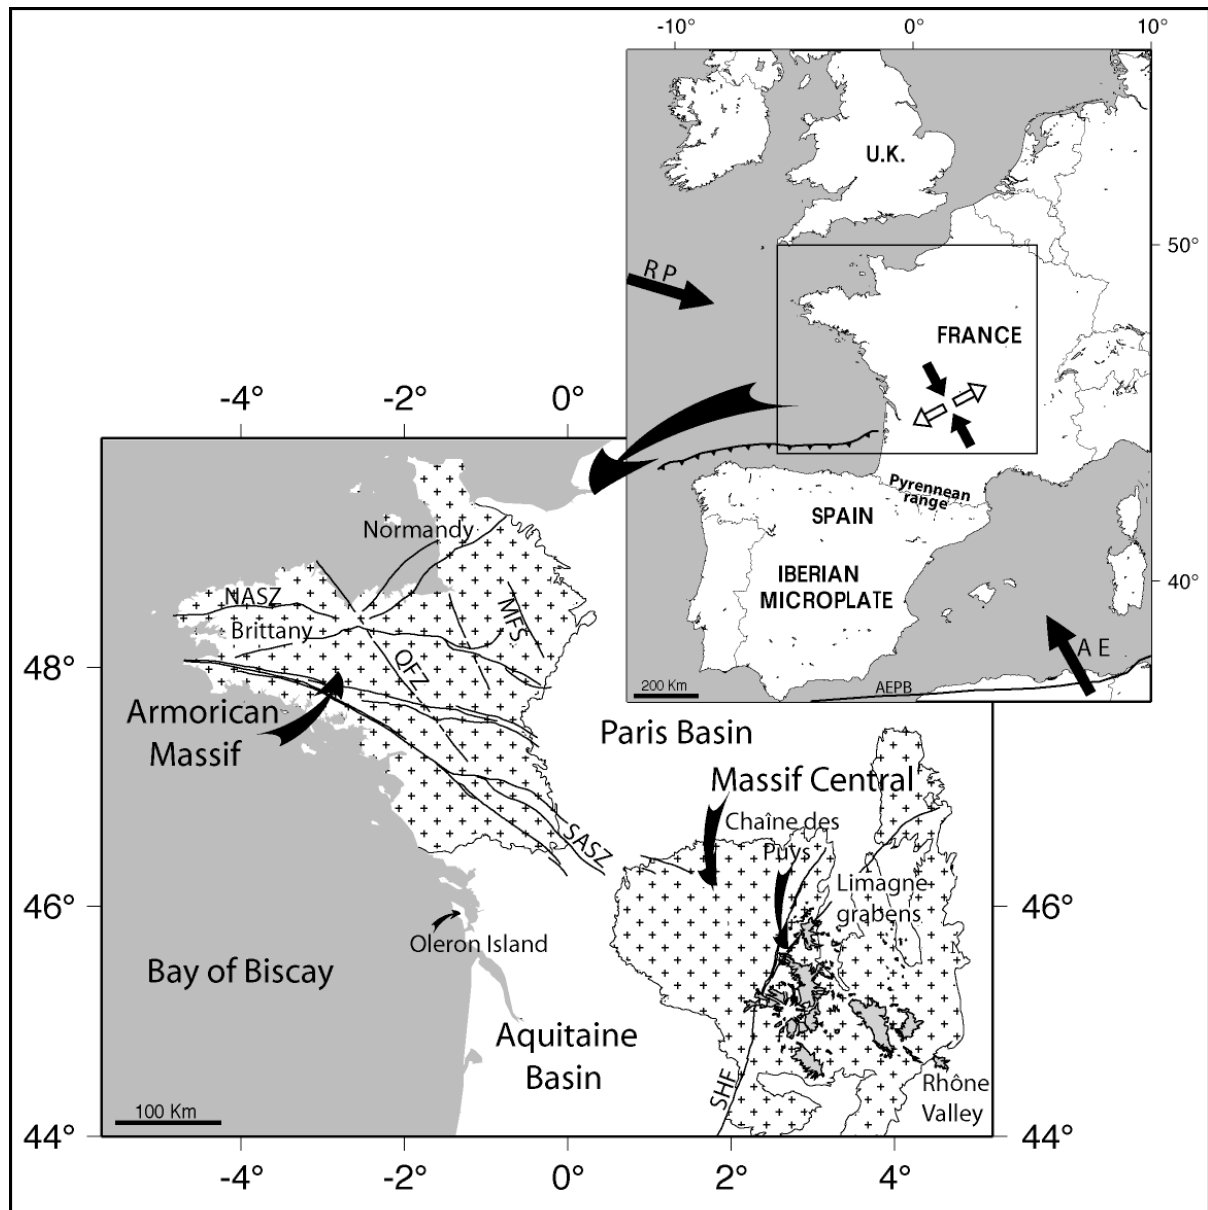 -10°
0°
10°
U.K.
50°
R P
FRANCE
Pyrennean
range
SPAIN
IBERIAN
MICROPLATE
40°
A E
AEPB
200 Km
-4°
-2°
0°
Normandy
NASZ
Brittany
MFS
QFZ
48°
Armorican
Massif
Paris Basin
Massif Central
Chaîne des
Puys
SASZ
Limagne
grabens
46°
46°
Oleron Island
Bay of Biscay
Aquitaine
Basin
SHF
Rhône
Valley
100 Km
44°
44°
-4°
-2°
0°
2°
4°